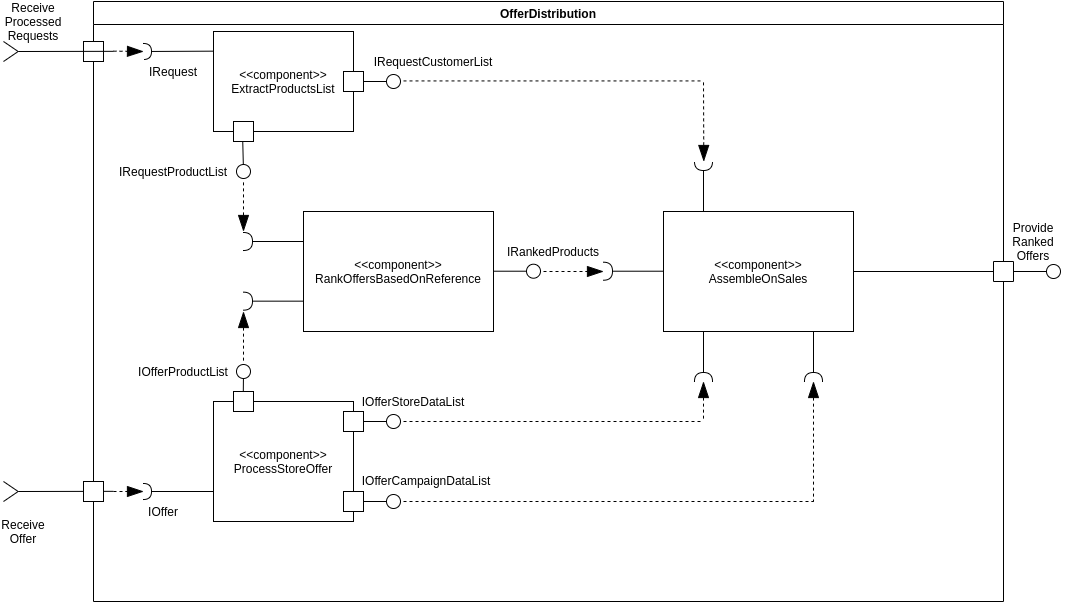 Receive
Processed
Requests
OfferDistribution
IRequest
<<component>>
ExtractProductsList
IRequestCustomerList
IRequestProductList
<<component>>
RankOffersBasedOnReference
IRankedProducts
<<component>>
AssembleOnSales
Provide
Ranked
Offers
IOfferProductList
IOfferStoreDataList
<<component>>
ProcessStoreOffer
IOfferCampaignDataList
IOffer
Receive
Offer